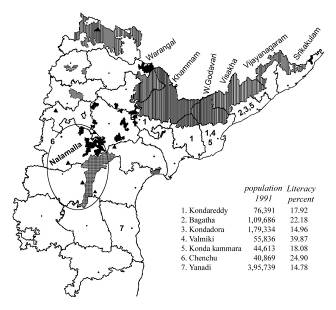 Warangal
Khammam
W.Godavari
Visakha
Vijayanagaram
Srikakulam
2,3,5
1
1,4
5
6
Nalamalla
7
population Literacy
1991 percent
1. Kondareddy 76,391 17.92
2. Bagatha 1,09,686 22.18
3. Kondadora 1,79,334 14.96
4. Valmiki 55,836 39.87
5. Konda kammara 44,613 18.08
6. Chenchu 40,869 24.90
7. Yanadi 3,95,739 14.78